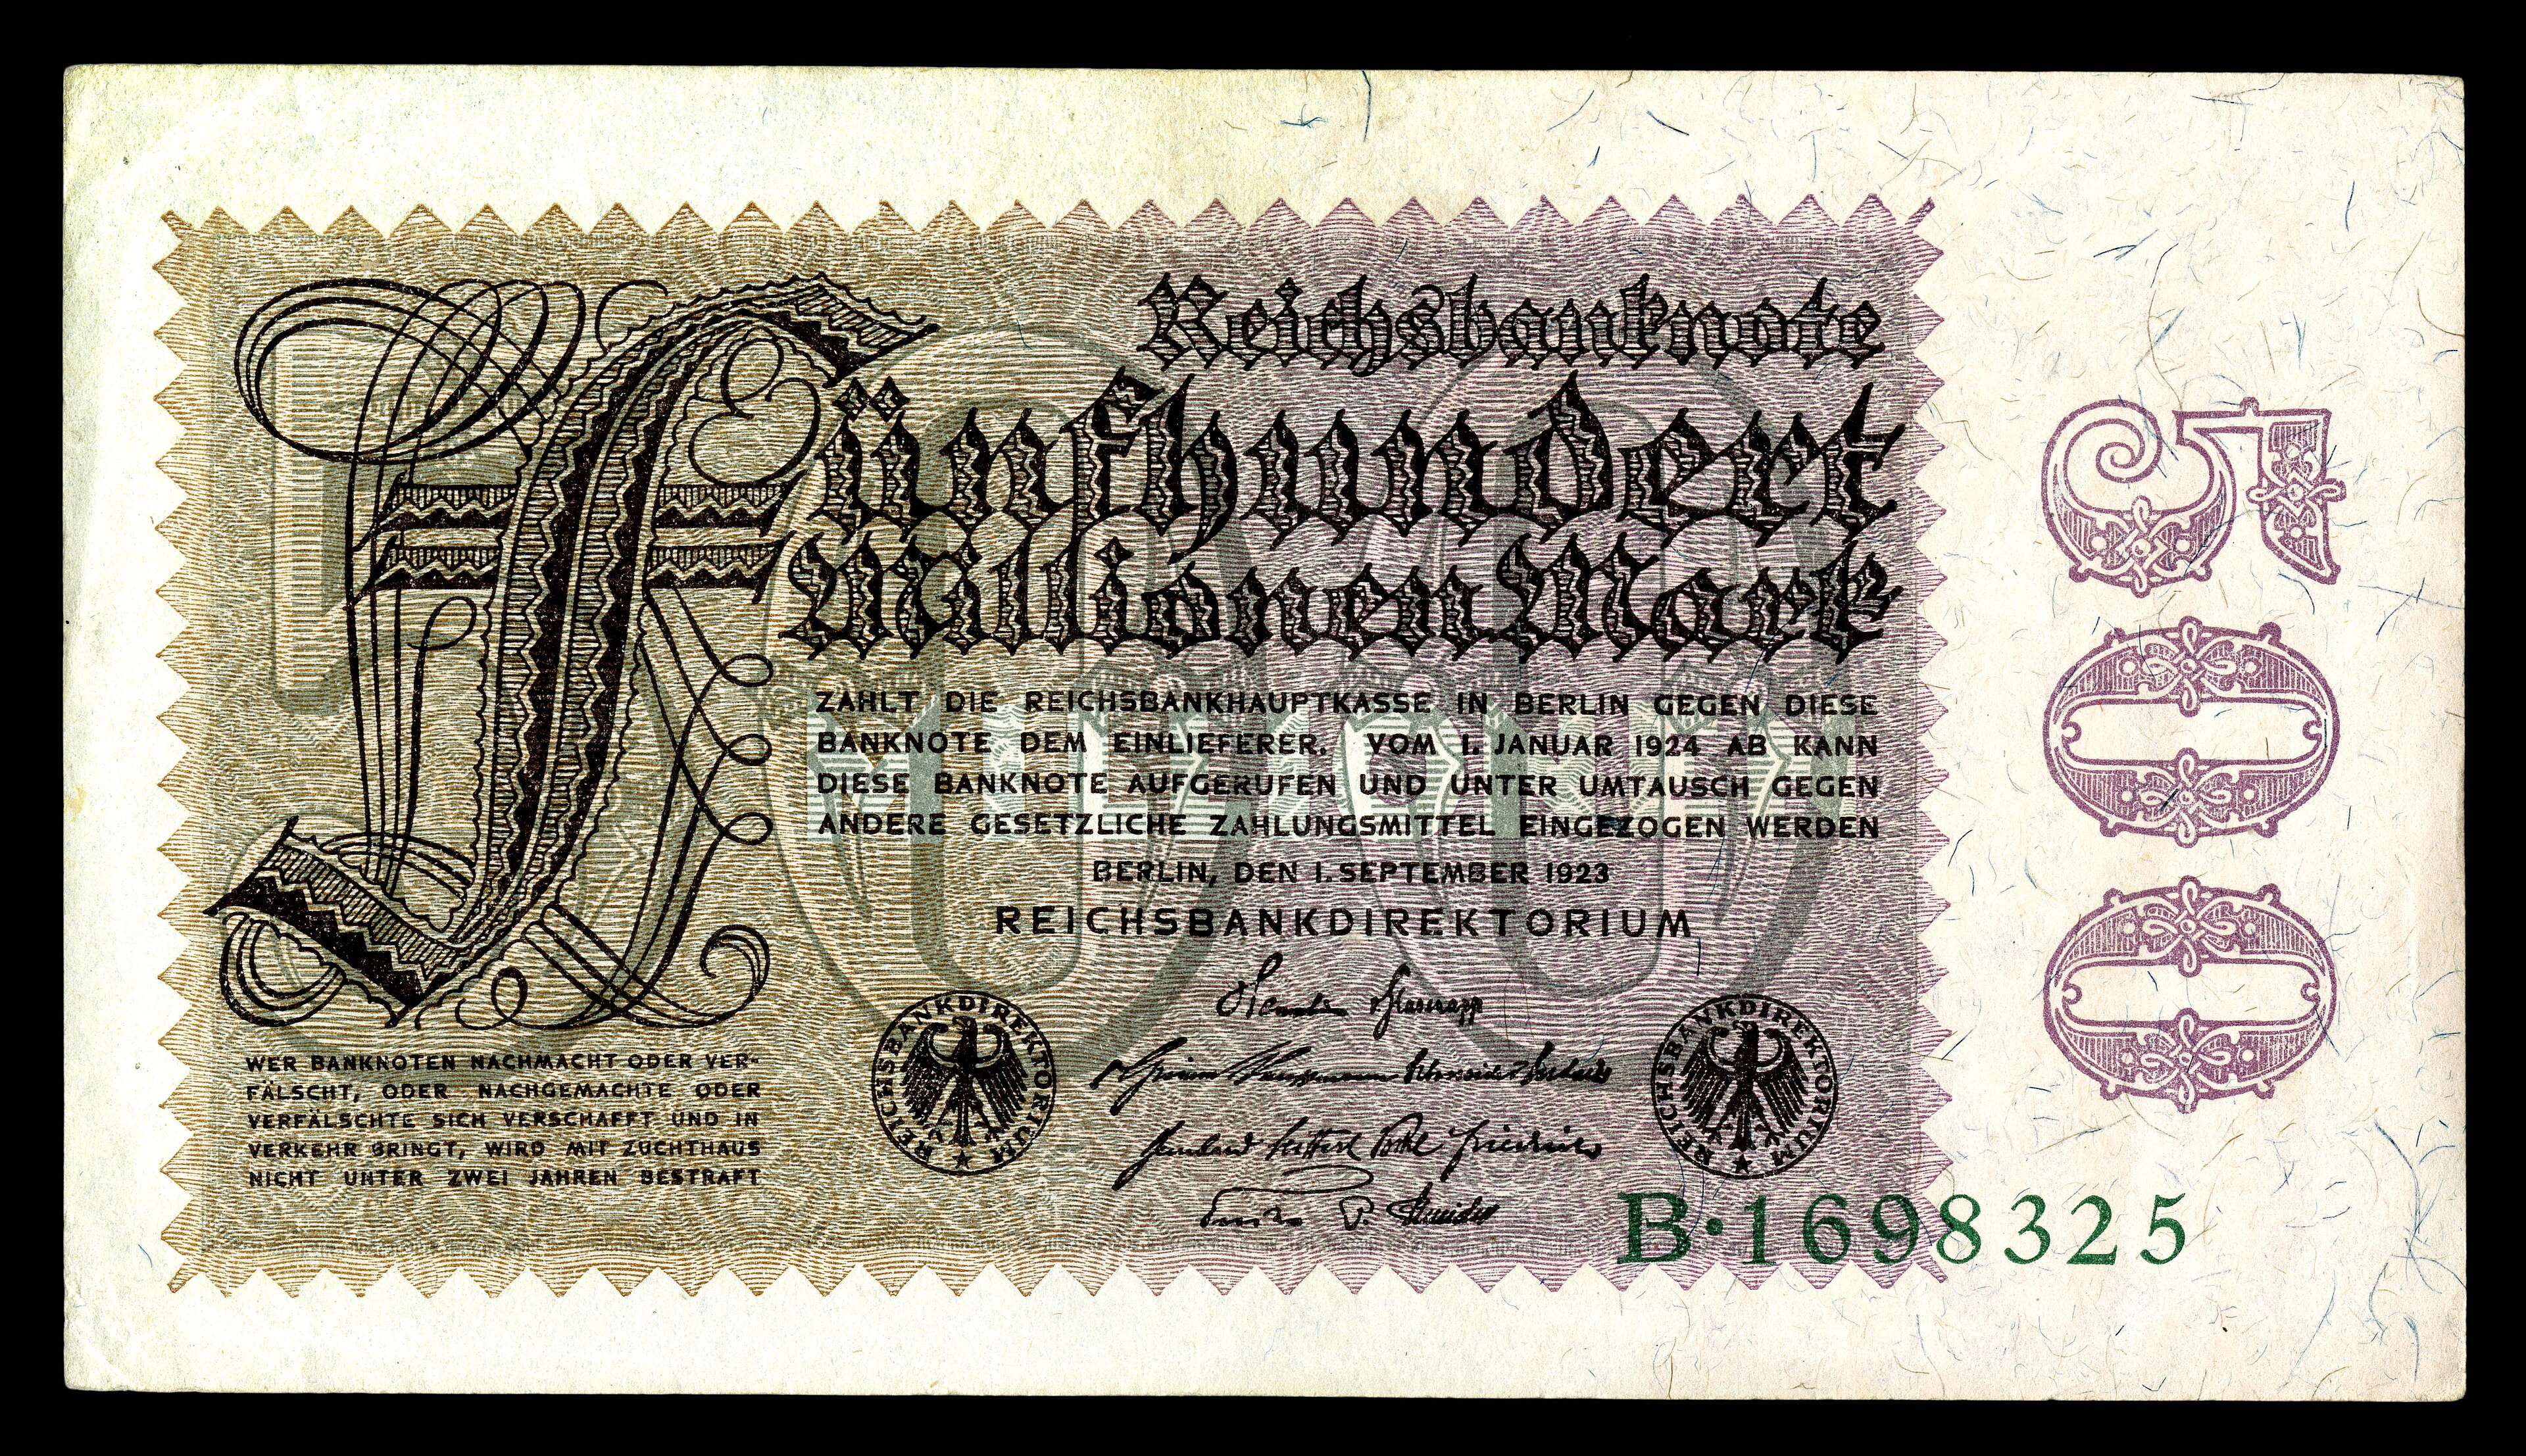 Reichsbanknote
Fünfhundert
Millionen Mark
500
MILLIONEN
ZAHLT DIE REICHSBANKHAUPTKASSE IN BERLIN GEGEN DIESE
BANKNOTE DEM EINLIEFERER. VOM 1. JANUAR 1924 AB KANN
DIESE BANKNOTE AUFGERUFEN UND UNTER UMTAUSCH GEGEN
ANDERE GESETZLICHE ZAHLUNGSMITTEL EINGEZOGEN WERDEN
BERLIN, DEN 1. SEPTEMBER 1923
REICHSBANKDIREKTORIUM
REICHSBANKDIREKTORIUM
REICHSBANKDIREKTORIUM
WER BANKNOTEN NACHMACHT ODER VER-
FÄLSCHT, ODER NACHGEMACHTE ODER
VERFÄLSCHTE SICH VERSCHAFFT UND IN
VERKEHR BRINGT, WIRD MIT ZUCHTHAUS
NICHT UNTER ZWEI JAHREN BESTRAFT
B·1698325
500